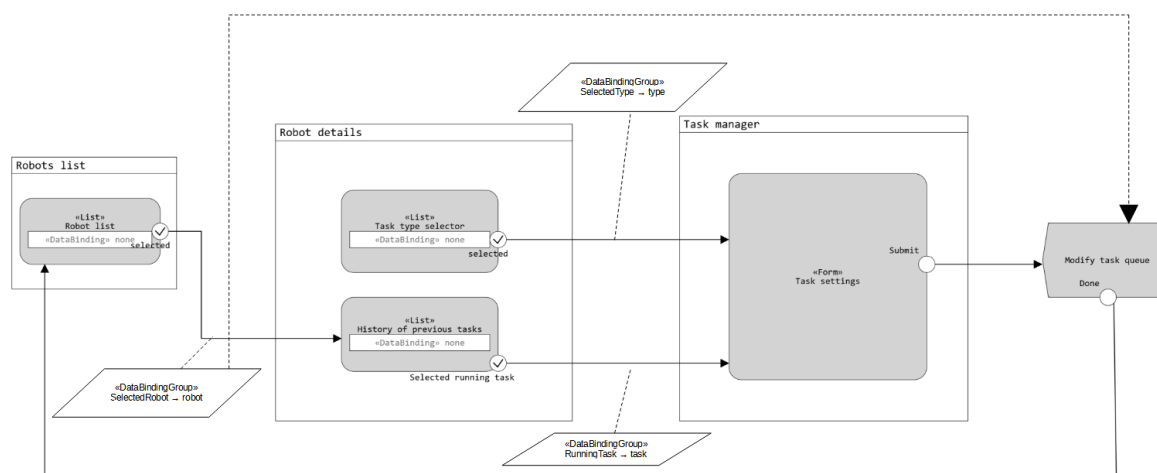 «DataBindingGroup»
SelectedType → type
Robots list
«List»
Robot list
«DataBinding» none
selected
Robot details
«List»
Task type selector
«DataBinding» none
selected
«List»
History of previous tasks
«DataBinding» none
Selected running task
Task manager
«Form»
Task settings
Submit
Modify task queue
Done
«DataBindingGroup»
SelectedRobot → robot
«DataBindingGroup»
RunningTask → task